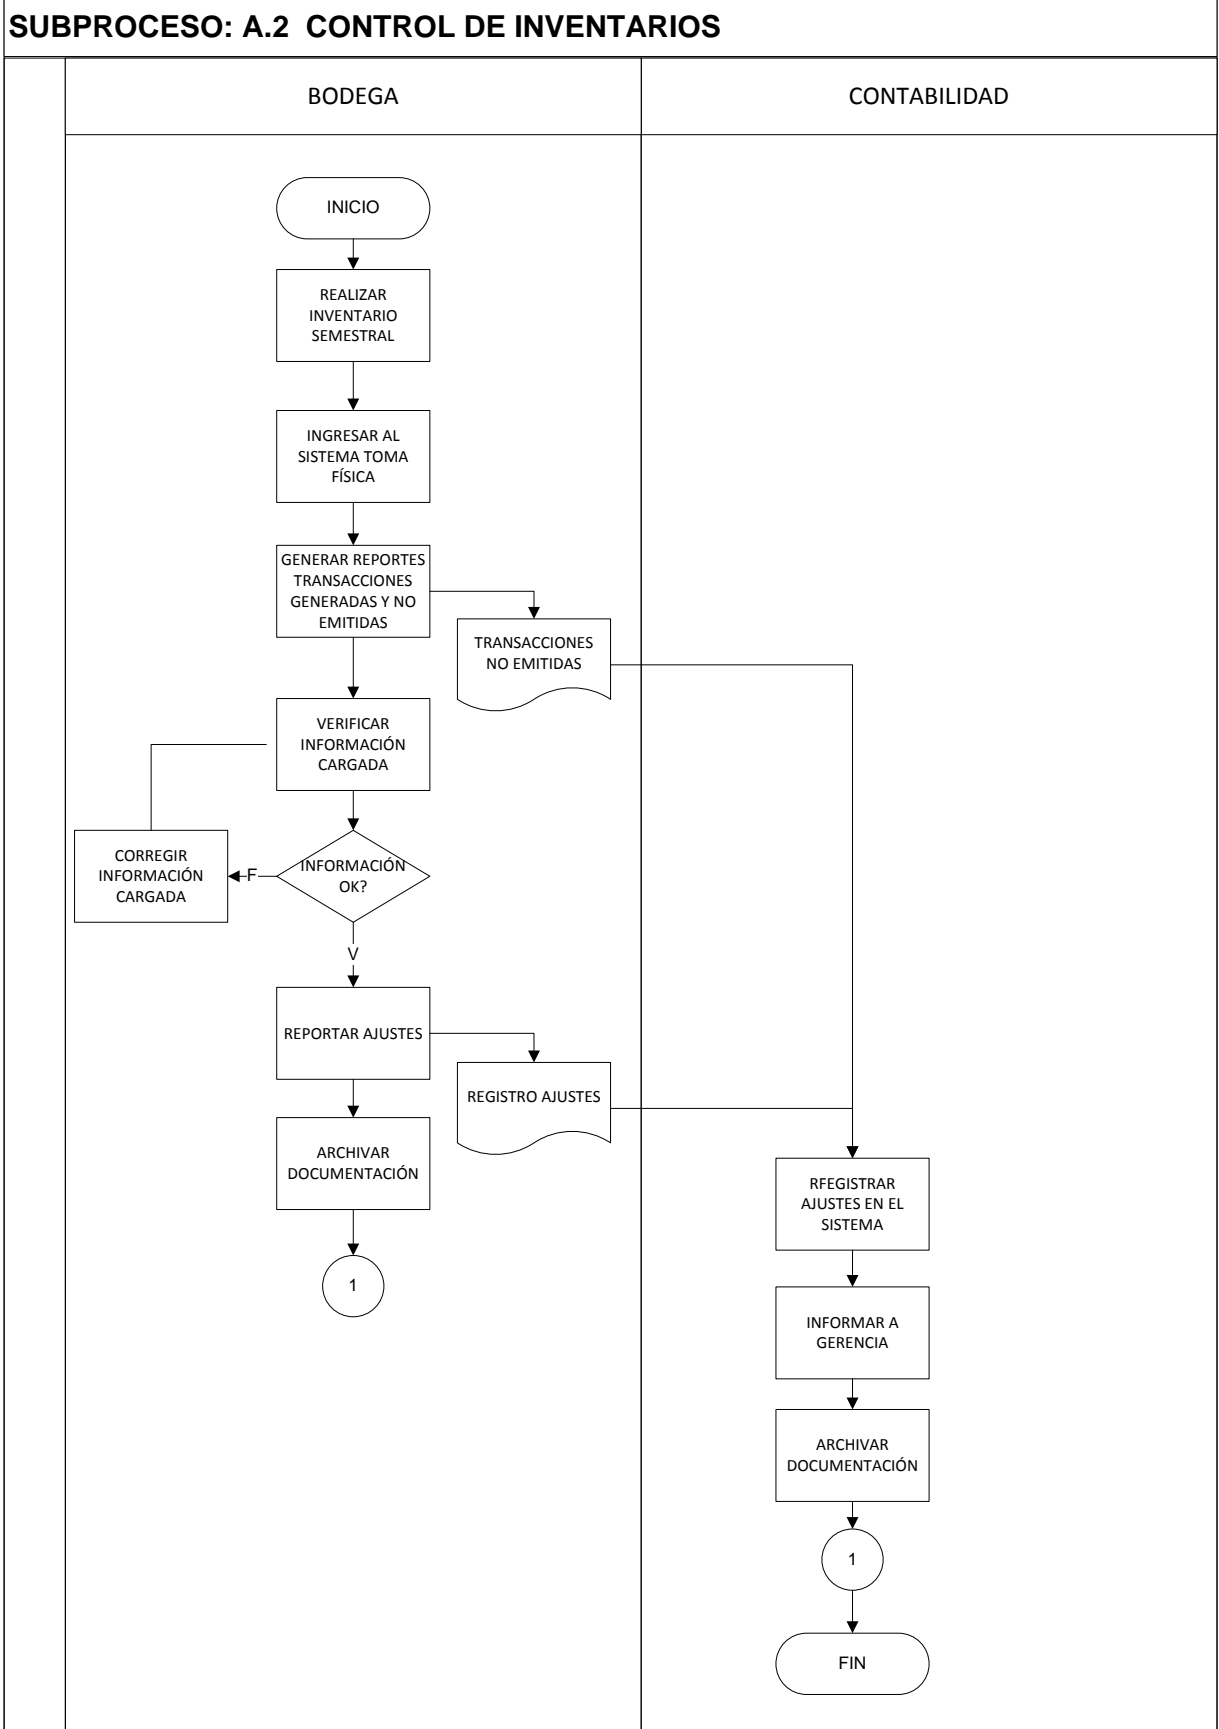 SUBPROCESO: A.2 CONTROL DE INVENTARIOS
BODEGA
CONTABILIDAD
INICIO
REALIZAR
INVENTARIO
SEMESTRAL
INGRESAR AL
SISTEMA TOMA
FÍSICA
GENERAR REPORTES
TRANSACCIONES
GENERADAS Y NO
EMITIDAS
TRANSACCIONES
NO EMITIDAS
VERIFICAR
INFORMACIÓN
CARGADA
CORREGIR
INFORMACIÓN
CARGADA
F
INFORMACIÓN
OK?
V
REPORTAR AJUSTES
REGISTRO AJUSTES
ARCHIVAR
DOCUMENTACIÓN
1
RFEGISTRAR
AJUSTES EN EL
SISTEMA
INFORMAR A
GERENCIA
ARCHIVAR
DOCUMENTACIÓN
1
FIN